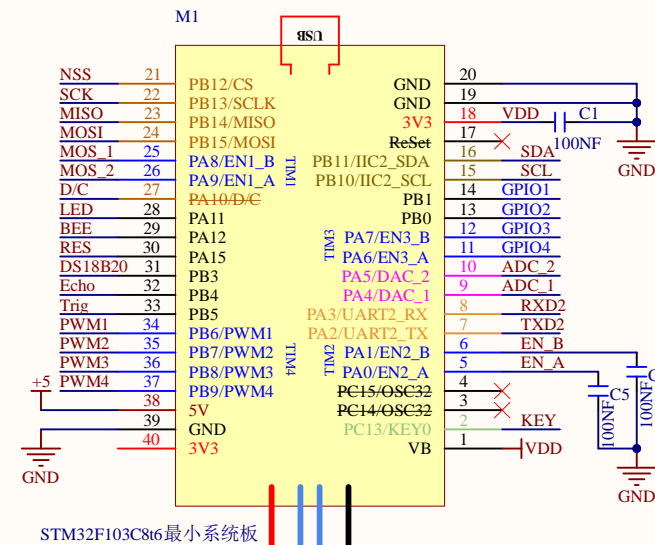 M1
USB
NSS 21 PB12/CS
SCK 22 PB13/SCLK
MISO 23 PB14/MISO
MOSI 24 PB15/MOSI
MOS_1 25 PA8/EN1_B
MOS_2 26 PA9/EN1_A
D/C 27 PA10/D/C
LED 28 PA11
BEE 29 PA12
RES 30 PA15
DS18B20 31 PB3
Echo 32 PB4
Trig 33 PB5
PWM1 34 PB6/PWM1
PWM2 35 PB7/PWM2
PWM3 36 PB8/PWM3
PWM4 37 PB9/PWM4
+5 38 5V
39 GND
40 3V3
GND
TIM1
TIM4
TIM3
TIM2
GND 20
GND 19
3V3 18 VDD C1
100NF
GND
ReSet 17
PB11/IIC2_SDA 16 SDA
PB10/IIC2_SCL 15 SCL
PB1 14 GPIO1
PB0 13 GPIO2
PA7/EN3_B 12 GPIO3
PA6/EN3_A 11 GPIO4
PA5/DAC_2 10 ADC_2
PA4/DAC_1 9 ADC_1
PA3/UART2_RX 8 RXD2
PA2/UART2_TX 7 TXD2
PA1/EN2_B 6 EN_B
PA0/EN2_A 5 EN_A
PC15/OSC32 4
PC14/OSC32 3
PC13/KEY0 2 KEY
VB 1 VDD
C5
100NF
100NF
GND
STM32F103C8t6最小系统板